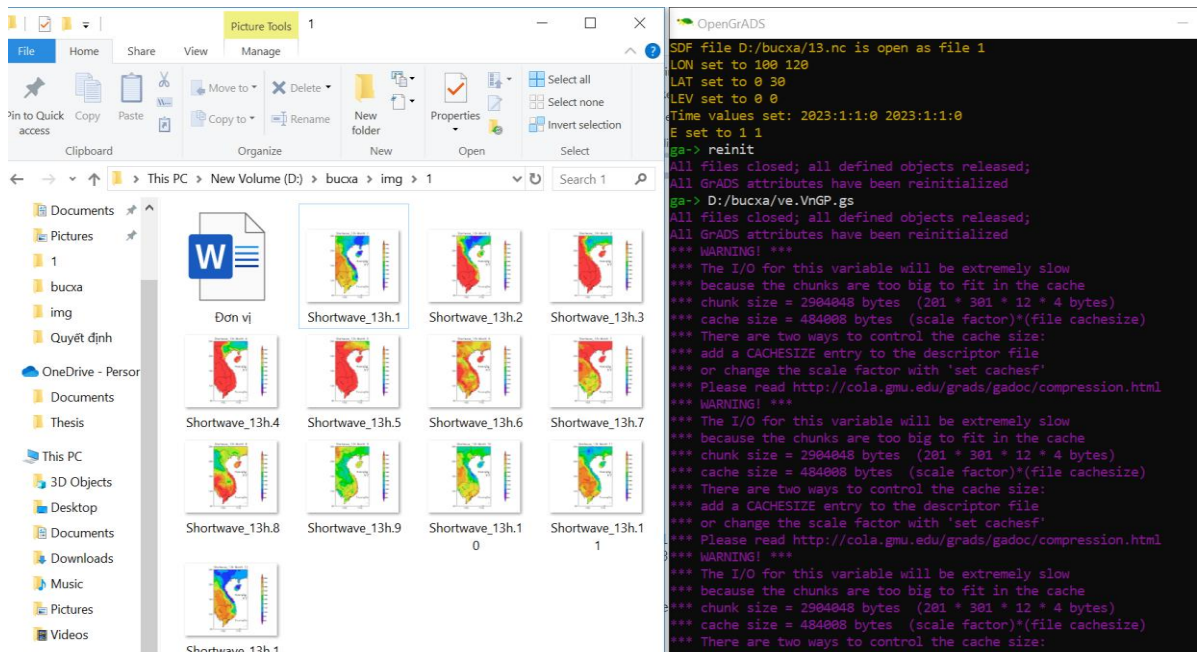 Picture Tools
1
File
Home
Share
View
Manage
Pin to Quick access
Copy
Paste
Move to
Copy to
Delete
Rename
New folder
Properties
Select all
Select none
Invert selection
Clipboard
Organize
New
Open
Select
This PC > New Volume (D:) > bucxa > img > 1
Search 1
Documents
Pictures
1
bucxa
img
Quyết định
OneDrive - Person
Documents
Thesis
This PC
3D Objects
Desktop
Documents
Downloads
Music
Pictures
Videos
W
Đơn vị
Shortwave_13h.1
Shortwave_13h.2
Shortwave_13h.3
Shortwave_13h.4
Shortwave_13h.5
Shortwave_13h.6
Shortwave_13h.7
Shortwave_13h.8
Shortwave_13h.9
Shortwave_13h.1
0
Shortwave_13h.1
1
Shortwave_13h.1
OpenGrADS
SDF file D:/bucxa/13.nc is open as file 1
LON set to 100 120
LAT set to 0 30
LEV set to 0 0
Time values set: 2023:1:1:0 2023:1:1:0
E set to 1 1
ga-> reinit
All files closed; all defined objects released;
All GrADS attributes have been reinitialized
ga-> D:/bucxa/ve.VnGP.gs
All files closed; all defined objects released;
All GrADS attributes have been reinitialized
*** WARNING! ***
*** The I/O for this variable will be extremely slow
*** because the chunks are too big to fit in the cache
*** chunk size = 2904048 bytes (201 * 301 * 12 * 4 bytes)
*** cache size = 484008 bytes (scale factor)*(file cachesize)
*** There are two ways to control the cache size:
*** add a CACHESIZE entry to the descriptor file
*** or change the scale factor with 'set cachesf'
*** Please read http://cola.gmu.edu/grads/gadoc/compression.html
*** WARNING! ***
*** The I/O for this variable will be extremely slow
*** because the chunks are too big to fit in the cache
*** chunk size = 2904048 bytes (201 * 301 * 12 * 4 bytes)
*** cache size = 484008 bytes (scale factor)*(file cachesize)
*** There are two ways to control the cache size:
*** add a CACHESIZE entry to the descriptor file
*** or change the scale factor with 'set cachesf'
*** Please read http://cola.gmu.edu/grads/gadoc/compression.html
*** WARNING! ***
*** The I/O for this variable will be extremely slow
*** because the chunks are too big to fit in the cache
*** chunk size = 2904048 bytes (201 * 301 * 12 * 4 bytes)
*** cache size = 484008 bytes (scale factor)*(file cachesize)
*** There are two ways to control the cache size: